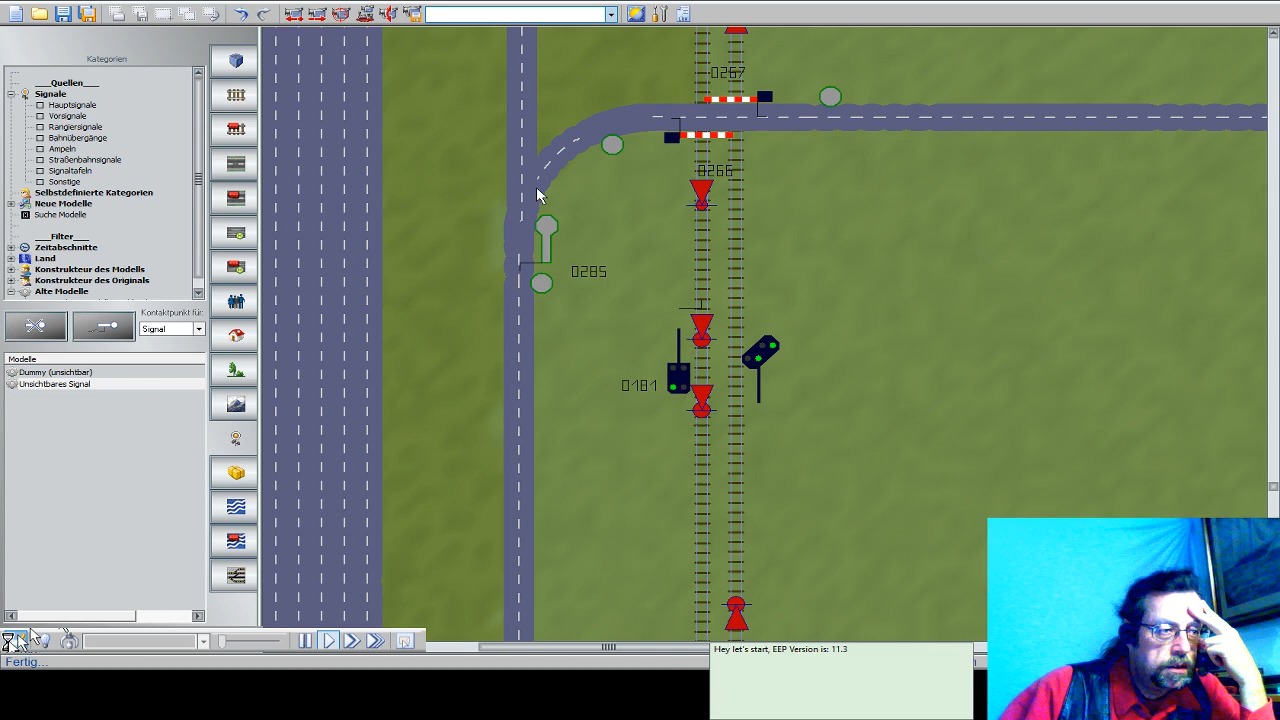 Kategorien
___Quellen___
Signale
Hauptsignale
Vorsignale
Rangiersignale
Bahnübergänge
Ampeln
Straßenbahnsignale
Signaltafeln
Sonstige
Selbstdefinierte Kategorien
Neue Modelle
Suche Modelle
___Filter___
Zeitabschnitte
Land
Konstrukteure des Modells
Konstrukteure des Originals
Alte Modelle
Kontaktpunkt für:
Signal
Modelle
Dummy (unsichtbar)
Unsichtbares Signal
0267
0266
0285
0181
Fertig...
Hey let's start, EEP Version is: 11.3